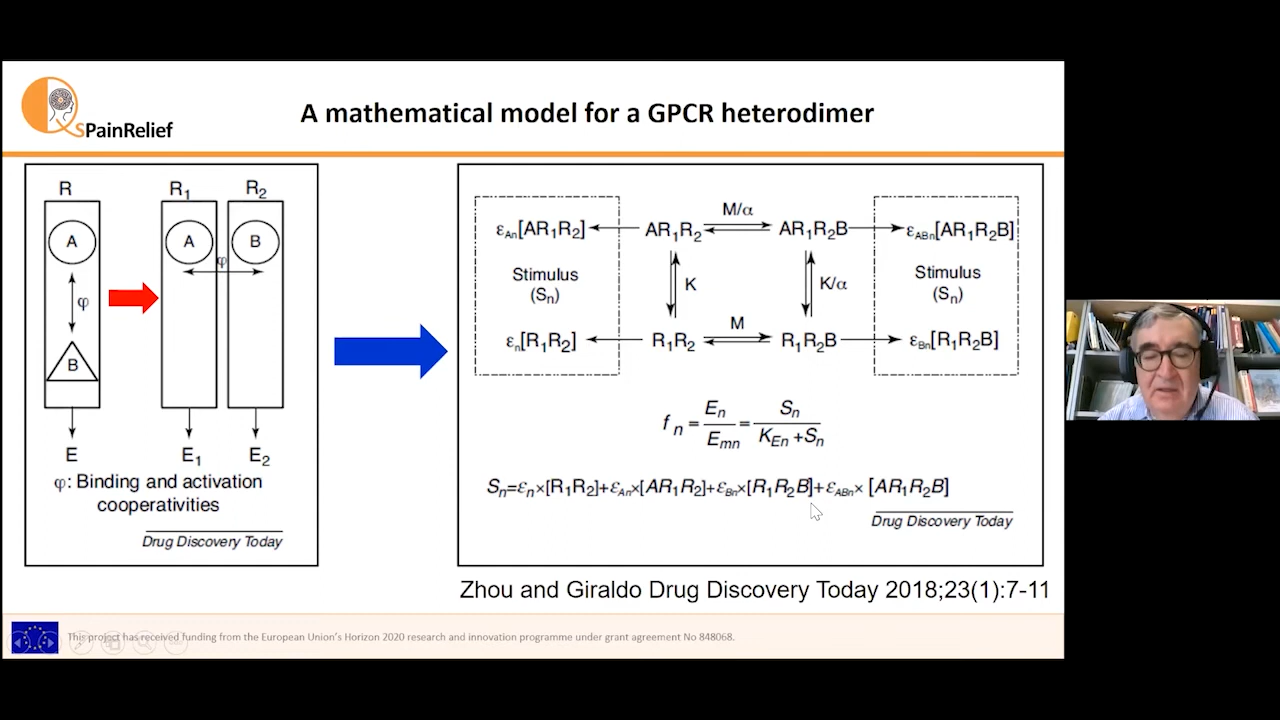 QSPainRelief
A mathematical model for a GPCR heterodimer
R
R₁
R₂
A
A
B
φ
φ
B
E
E₁
E₂
φ: Binding and activation
cooperativities
Drug Discovery Today
εAn[AR₁R₂]
AR₁R₂
M/α
AR₁R₂B
εABn[AR₁R₂B]
Stimulus
(Sn)
K
K/α
Stimulus
(Sn)
εn[R₁R₂]
R₁R₂
M
R₁R₂B
εBn[R₁R₂B]
fn = En/Emn = Sn/(KEn +Sn)
Sn=εn×[R₁R₂]+εAn×[AR₁R₂]+εBn×[R₁R₂B]+εABn× [AR₁R₂B]
Drug Discovery Today
Zhou and Giraldo Drug Discovery Today 2018;23(1):7-11
This project has received funding from the European Union's Horizon 2020 research and innovation programme under grant agreement No 848068.